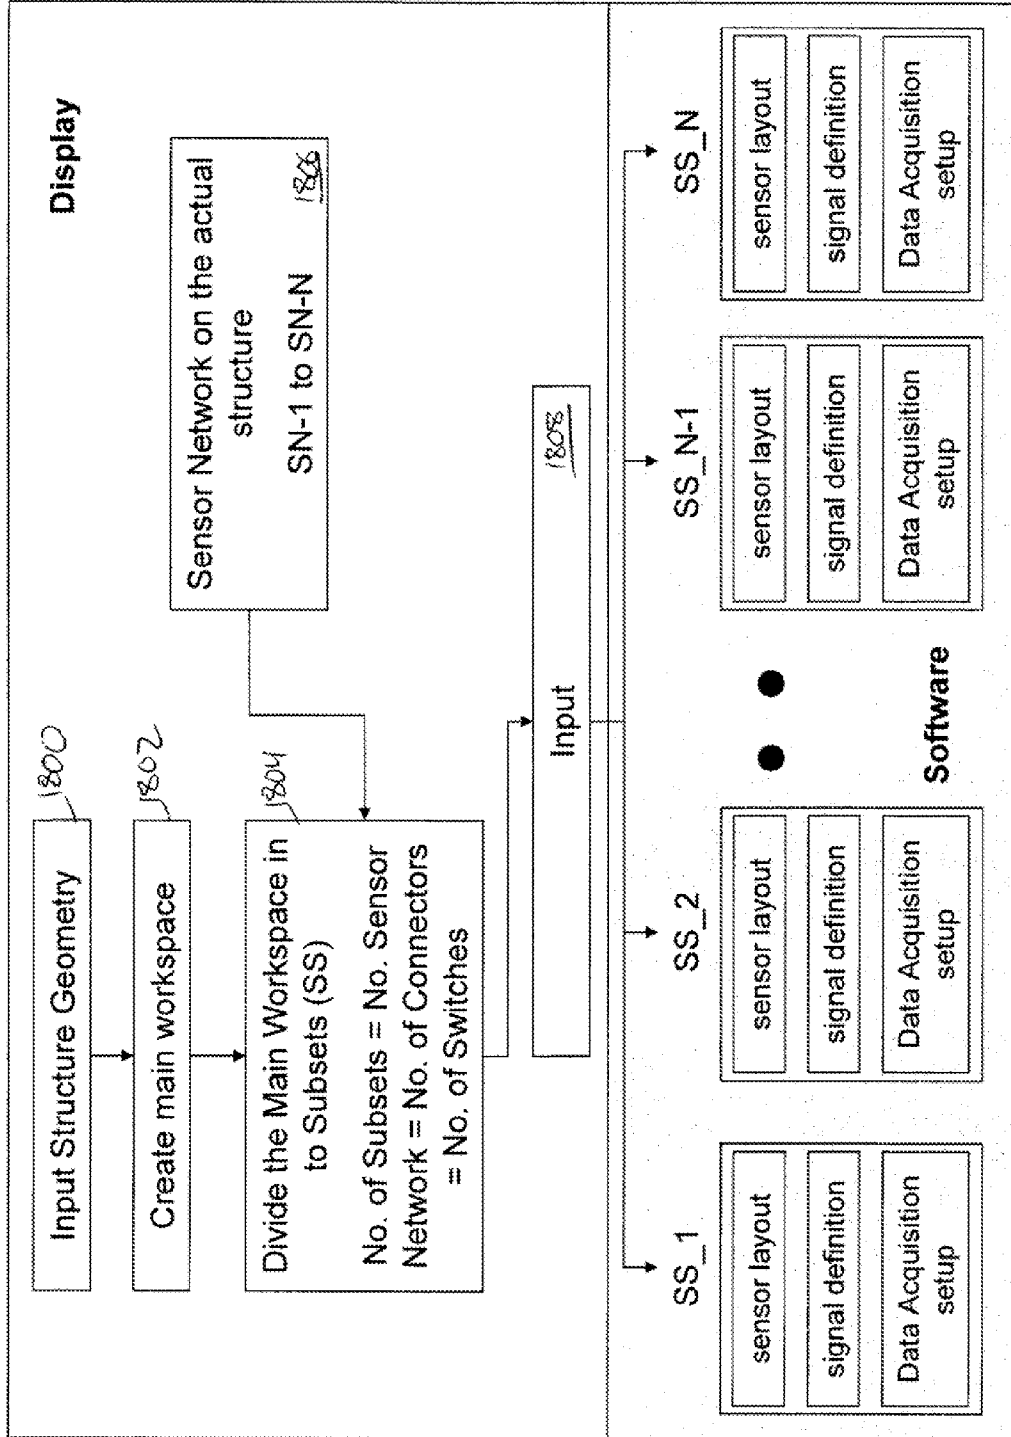 Display
Input Structure Geometry
1800
Create main workspace
1802
Divide the Main Workspace in
to Subsets (SS)
No. of Subsets = No. Sensor
Network = No. of Connectors
= No. of Switches
1804
Sensor Network on the actual
structure
SN-1 to SN-N
1806
Input
1808
SS_1
sensor layout
signal definition
Data Acquisition
setup
SS_2
sensor layout
signal definition
Data Acquisition
setup
Software
SS_N-1
sensor layout
signal definition
Data Acquisition
setup
SS_N
sensor layout
signal definition
Data Acquisition
setup